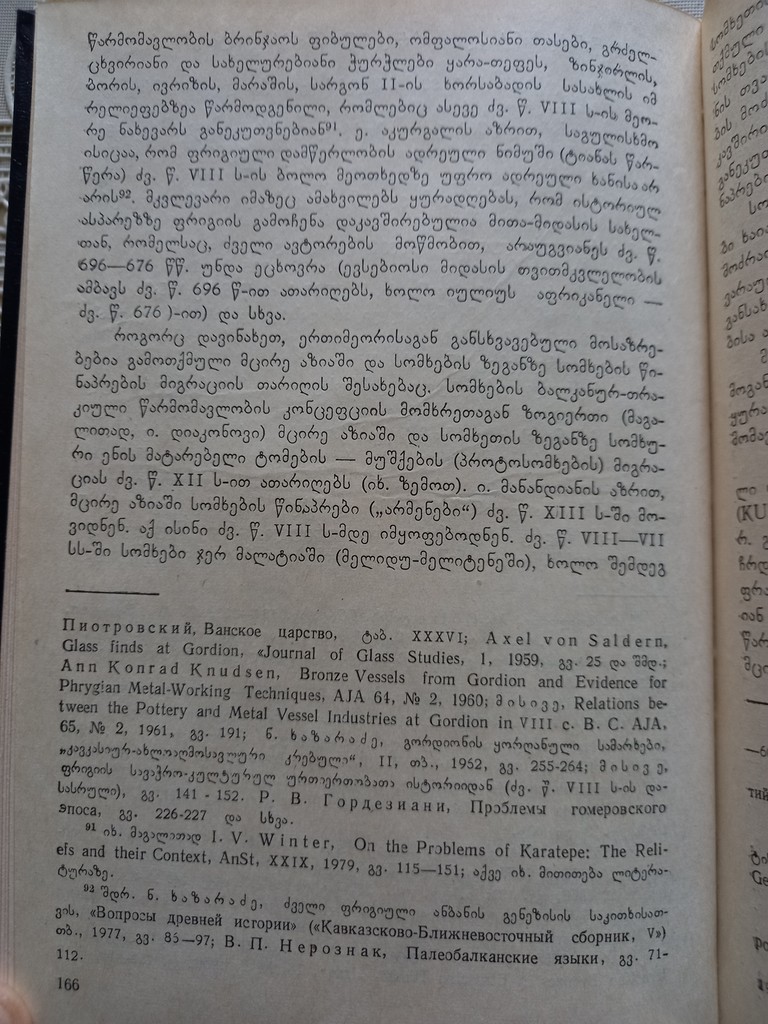 წარმომავლობის ბრინჯაოს ფიბულები, ომფალოსიანი თასები, გრძელ-
ცხვირიანი და სახელურებიანი ჭურჭლები ყარა-თეფეს, ზინჯირლის,
ბორის, ივრიზის, მარაშის, სარგონ II-ის ხორსაბადის სასახლის იმ
რელიეფებზეა წარმოდგენილი, რომლებიც ასევე ძვ. წ. VIII ს-ის მეო-
რე ნახევარს განეკუთვნებიან⁹¹. ე. აკურგალის აზრით, საგულისხმო
ისიცაა, რომ ფრიგიული დამწერლობის ადრეული ნიმუში (ტიანას წარ-
წერა) ძვ. წ. VIII ს-ის ბოლო მეოთხედზე უფრო ადრეული ხანისა არ
არის⁹². მკვლევარი იმაზეც ამახვილებს ყურადღებას, რომ ისტორიულ
ასპარეზზე ფრიგიის გამოჩენა დაკავშირებულია მითა-მიდასის სახელ-
თან, რომელსაც, ძველი ავტორების მოწმობით, არაუგვიანეს ძვ. წ.
696—676 წწ. უნდა ეცხოვრა (ევსებიოსი მიდასის თვითმკვლელობის
ამბავს ძვ. წ. 696 წ-ით ათარიღებს, ხოლო იულიუს აფრიკანელი —
ძვ. წ. 676 )-ით) და სხვა.
როგორც დავინახეთ, ერთიმეორისაგან განსხვავებული მოსაზრე-
ბებია გამოთქმული მცირე აზიაში და სომხების ზეგანზე სომხების წი-
ნაპრების მიგრაციის თარიღის შესახებაც. სომხების ბალკანურ-თრა-
კიული წარმომავლობის კონცეფციის მომხრეთაგან ზოგიერთი (მაგა-
ლითად, ი. დიაკონოვი) მცირე აზიაში და სომხეთის ზეგანზე სომხუ-
რი ენის მატარებელი ტომების — მუშქების (პროტოსომხების) მიგრა-
ციას ძვ. წ. XII ს-ით ათარიღებს (იხ. ზემოთ). ი. მანანდიანის აზრით,
მცირე აზიაში სომხების წინაპრები („არმენები“) ძვ. წ. XIII ს-ში მო-
ვიდნენ. აქ ისინი ძვ. წ. VIII ს-მდე იმყოფებოდნენ. ძვ. წ. VIII—VII
სს-ში სომხები ჯერ მალატიაში (მელიდუ-მელიტენეში), ხოლო შემდეგ
Пиотровский, Ванское царство, ტაბ. XXXVI; Axel von Saldern,
Glass finds at Gordion, «Journal of Glass Studies, 1, 1959, გვ. 25 და შმდ.;
Ann Konrad Knudsen, Bronze Vessels from Gordion and Evidence for
Phrygian Metal-Working Techniques, AJA 64, № 2, 1960; მისივე, Relations be-
tween the Pottery and Metal Vessel Industries at Gordion in VIII c. B. C. AJA,
65, № 2, 1961, გვ. 191; ნ. ხაზარაძე, გორდიონის ყორღანული სამარხები,
„კავკასიურ-ახლოაღმოსავლური კრებული“, II, თბ., 1962, გვ. 255-264; მისივე,
ფრიგიის სავაჭრო-კულტურულ ურთიერთობათა ისტორიიდან (ძვ. წ. VIII ს-ის და-
სასრული), გვ. 141 - 152. Р. В. Гордезиани, Проблемы гомеровского
эпоса, გვ. 226-227 და სხვა.
⁹¹ იხ. მაგალითად I. V. Winter, On the Problems of Karatepe: The Reli-
efs and their Context, AnSt, XXIX, 1979, გვ. 115—151; აქვე იხ. მითითება ლიტერა-
ტურაზე.
⁹² შდრ. ნ. ხაზარაძე, ძველი ფრიგიული ანბანის გენეზისის საკითხისათ-
ვის, «Вопросы древней истории» («Кавказско-Ближневосточный сборник, V»)
თბ., 1977, გვ. 85—97; В. П. Нерознак, Палеобалканские языки, გვ. 71-
112.
166